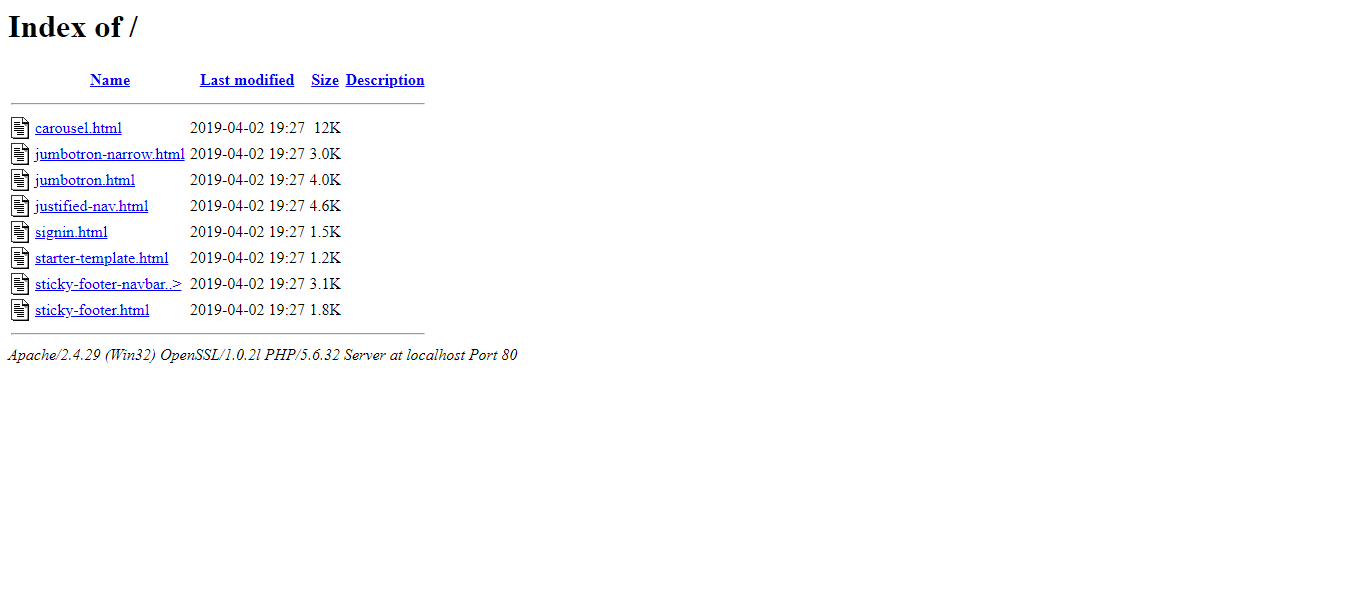 Index of /
Name Last modified Size Description
carousel.html 2019-04-02 19:27 12K
jumbotron-narrow.html 2019-04-02 19:27 3.0K
jumbotron.html 2019-04-02 19:27 4.0K
justified-nav.html 2019-04-02 19:27 4.6K
signin.html 2019-04-02 19:27 1.5K
starter-template.html 2019-04-02 19:27 1.2K
sticky-footer-navbar..> 2019-04-02 19:27 3.1K
sticky-footer.html 2019-04-02 19:27 1.8K
Apache/2.4.29 (Win32) OpenSSL/1.0.2l PHP/5.6.32 Server at localhost Port 80